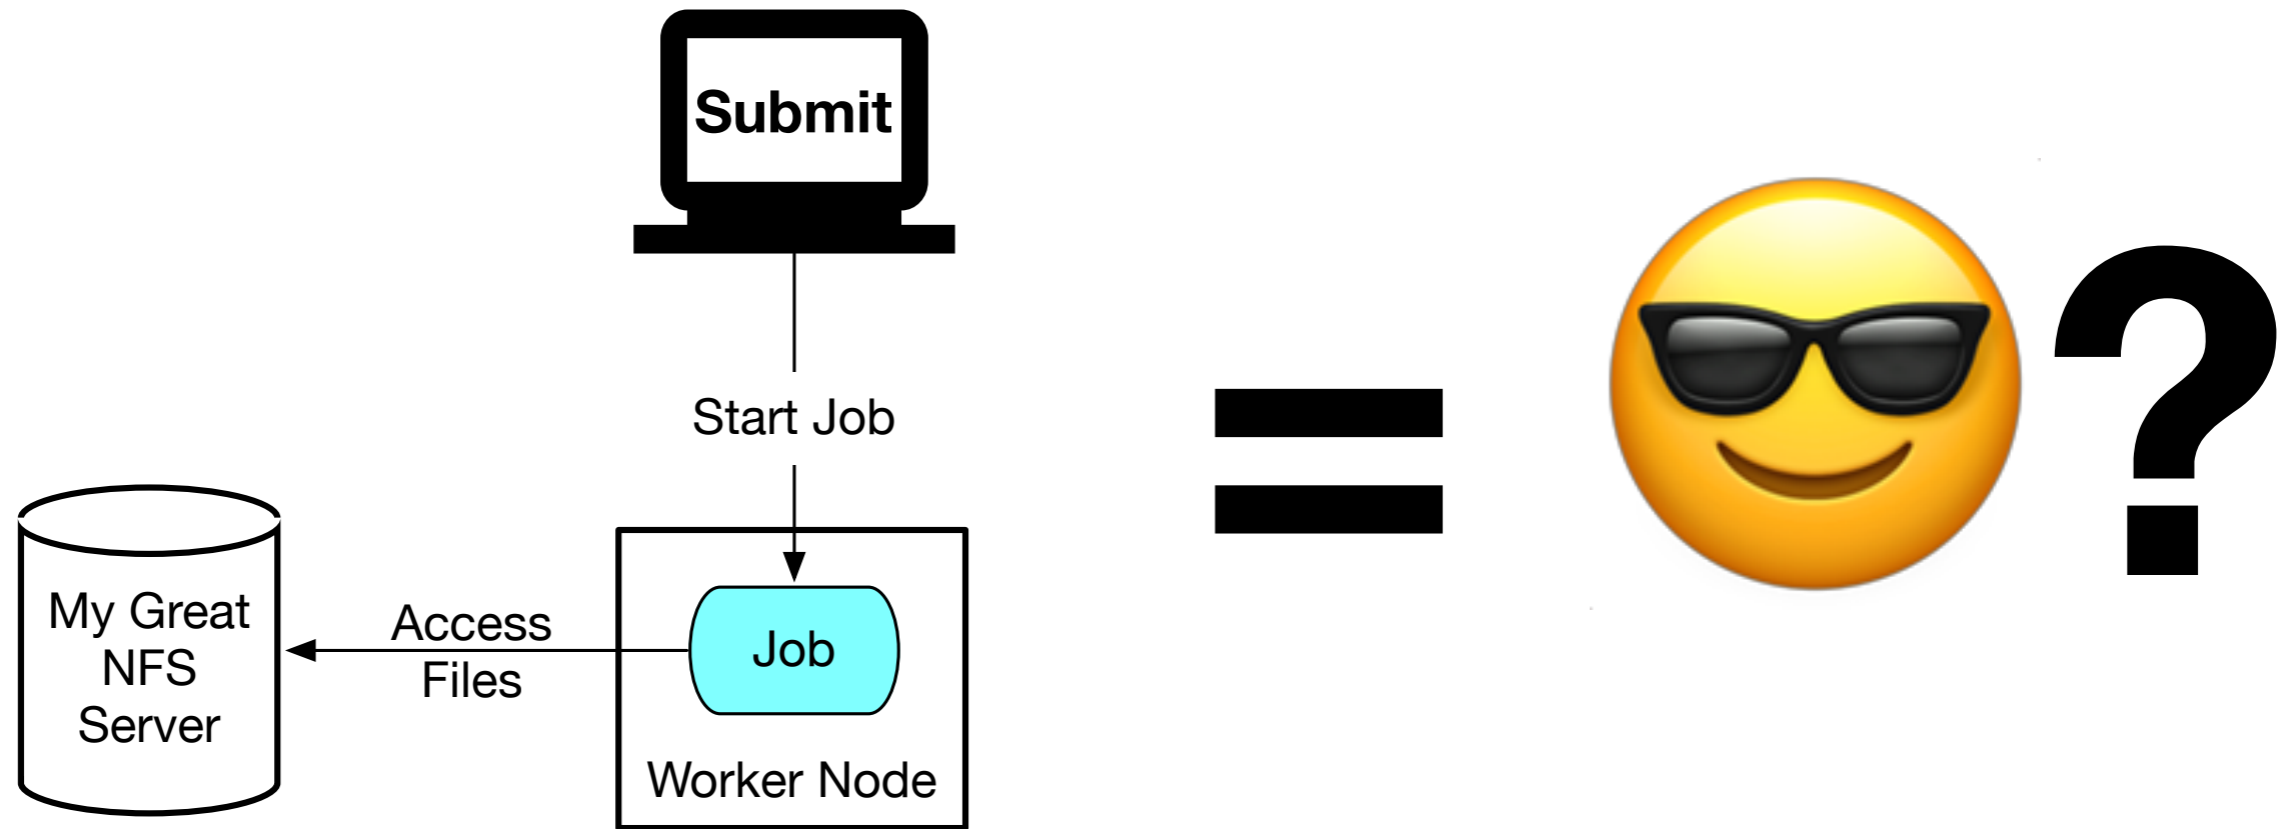 Submit
Start Job
My Great
NFS
Server
Access
Files
Job
Worker Node
=
?